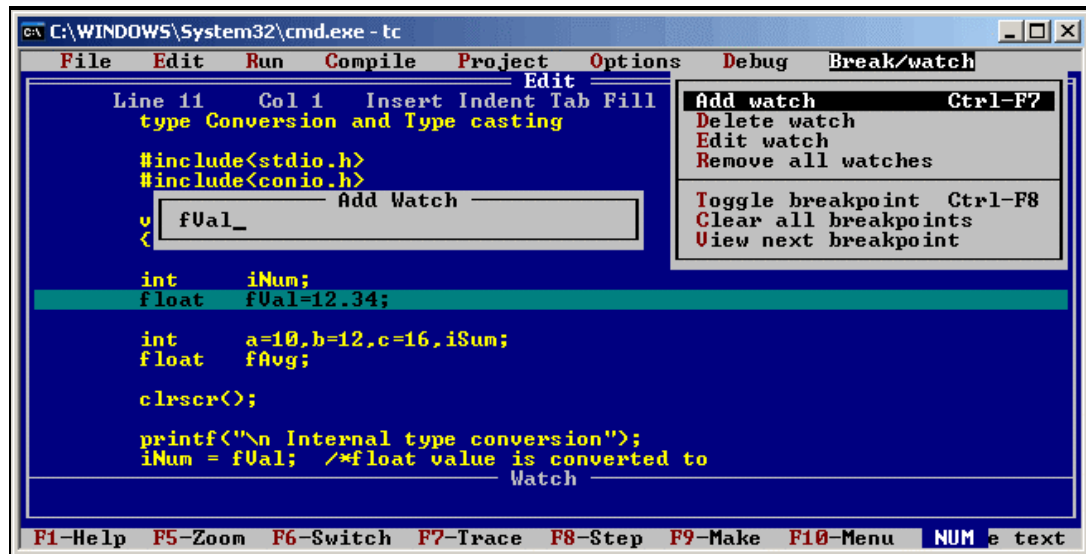 C:\WINDOWS\System32\cmd.exe - tc
File Edit Run Compile Project Options Debug Break/watch
Edit
Line 11 Col 1 Insert Indent Tab Fill
type Conversion and Type casting
#include<stdio.h>
#include<conio.h>
v
{
Add Watch
fVal_
int iNum;
float fVal=12.34;
int a=10,b=12,c=16,iSum;
float fAvg;
clrscr();
printf("\n Internal type conversion");
iNum = fVal; /*float value is converted to
Add watch Ctrl-F7
Delete watch
Edit watch
Remove all watches
Toggle breakpoint Ctrl-F8
Clear all breakpoints
View next breakpoint
Watch
F1-Help F5-Zoom F6-Switch F7-Trace F8-Step F9-Make F10-Menu NUM e text